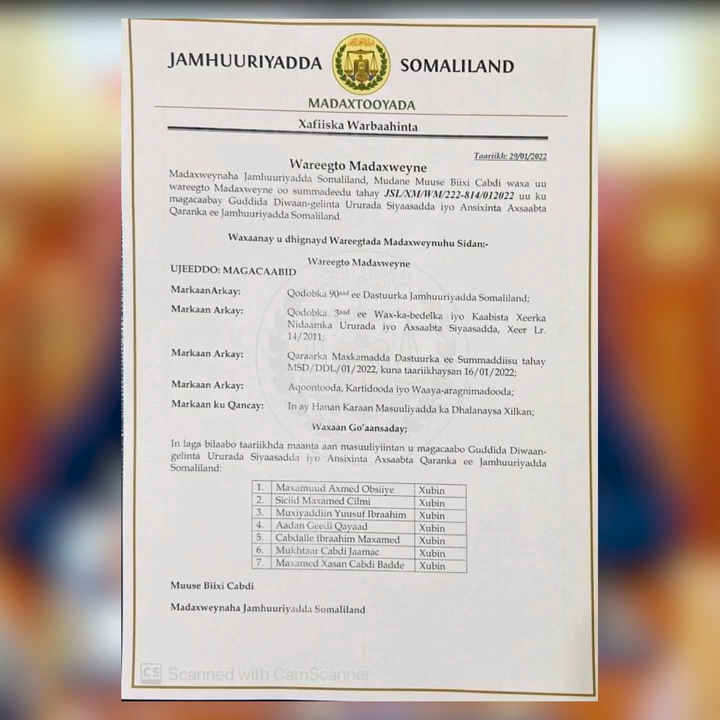 JAMHUURIYADDA SOMALILAND
MADAXTOOYADA
Xafiiska Warbaahinta
Taariikh: 29/01/2022
Wareegto Madaxweyne
Madaxweynaha Jamhuuriyadda Somaliland, Mudane Muuse Biixi Cabdi waxa uu
wareegto Madaxweyne oo summadeedu tahay JSL/XM/WM/222-814/012022 uu ku
magacaabay Guddida Diwaan-gelinta Ururada Siyaasadda iyo Ansixinta Axsaabta
Qaranka ee Jamhuuriyadda Somaliland.
Waxaanay u dhignayd Wareegtada Madaxweynuhu Sidan:-
Wareegto Madaxweyne
UJEEDDO: MAGACAABID
MarkaanArkay: Qodobka 90aad ee Dastuurka Jamhuuriyadda Somaliland;
Markaan Arkay: Qodobka 3aad ee Wax-ka-bedelka iyo Kaabista Xeerka
Nidaamka Ururada iyo Axsaabta Siyaasadda, Xeer Lr.
14/2011;
Markaan Arkay: Qaraarka Maxkamadda Dastuurka ee Summaddiisu tahay
MSD/DDL/01/2022, kuna taariikhaysan 16/01/2022;
Markaan Arkay: Aqoontooda, Kartidooda iyo Waaya-aragnimadooda;
Markaan ku Qancay: In ay Hanan Karaan Masuuliyadda ka Dhalanaysa Xilkan;
Waxaan Go'aansaday;
In laga bilaabo taariikhda maanta aan masuuliyiintan u magacaabo Guddida Diwaan-
gelinta Ururada Siyaasadda iyo Ansixinta Axsaabta Qaranka ee Jamhuuriyadda
Somaliland:
1. Maxamuud Axmed Obsiiye Xubin
2. Siciid Maxamed Cilmi Xubin
3. Muxiyaddiin Yuusuf Ibraahim Xubin
4. Aadan Geedi Qayaad Xubin
5. Cabdalle Ibraahim Maxamed Xubin
6. Mukhtaar Cabdi Jaamac Xubin
7. Maxamed Xasan Cabdi Badde Xubin
Muuse Biixi Cabdi
Madaxweynaha Jamhuuriyadda Somaliland
CS Scanned with CamScanner